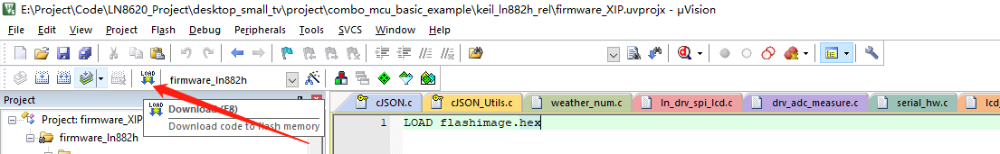 E:\Project\Code\LN8620_Project\desktop_small_tv\project\combo_mcu_basic_example\keil_ln882h_rel\firmware_XIP.uvprojx - µVision
File Edit View Project Flash Debug Peripherals Tools SVCS Window Help
LOAD firmware_ln882h
Project
cJSON.c cJSON_Utils.c weather_num.c ln_drv_spi_lcd.c drv_adc_measure.c serial_hw.c lcd_
LOAD Download (F8)
Download code to flash memory
Project: firmware_XIP
firmware_ln882h
1 LOAD flashimage.hex